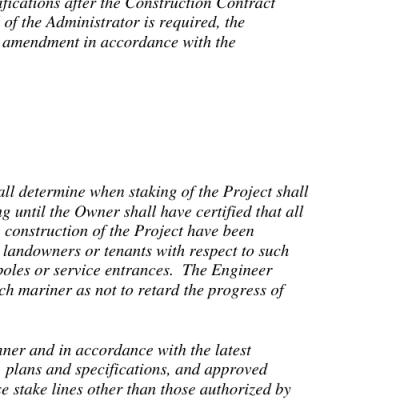 ifications after the Construction Contract
of the Administrator is required, the
amendment in accordance with the
all determine when staking of the Project shall
ng until the Owner shall have certified that all
construction of the Project have been
landowners or tenants with respect to such
poles or service entrances. The Engineer
ch mariner as not to retard the progress of
nner and in accordance with the latest
, plans and specifications, and approved
se stake lines other than those authorized by